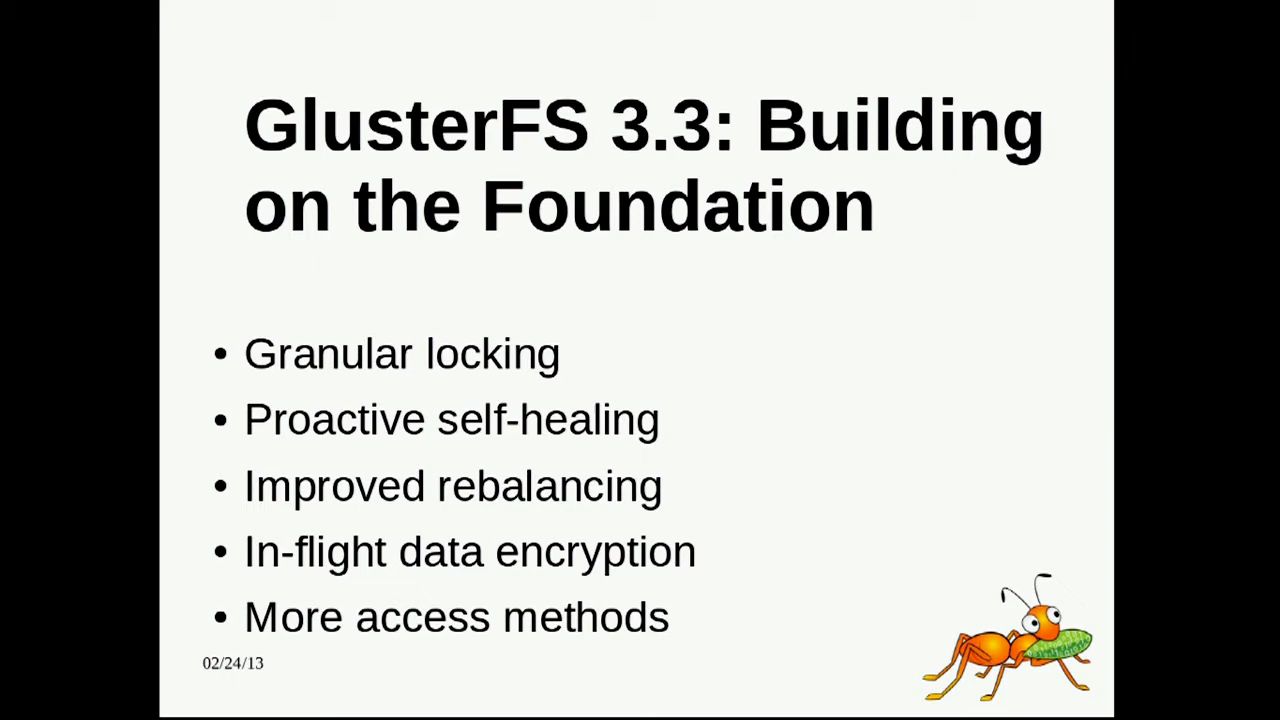 GlusterFS 3.3: Building
on the Foundation
• Granular locking
• Proactive self-healing
• Improved rebalancing
• In-flight data encryption
• More access methods
02/24/13